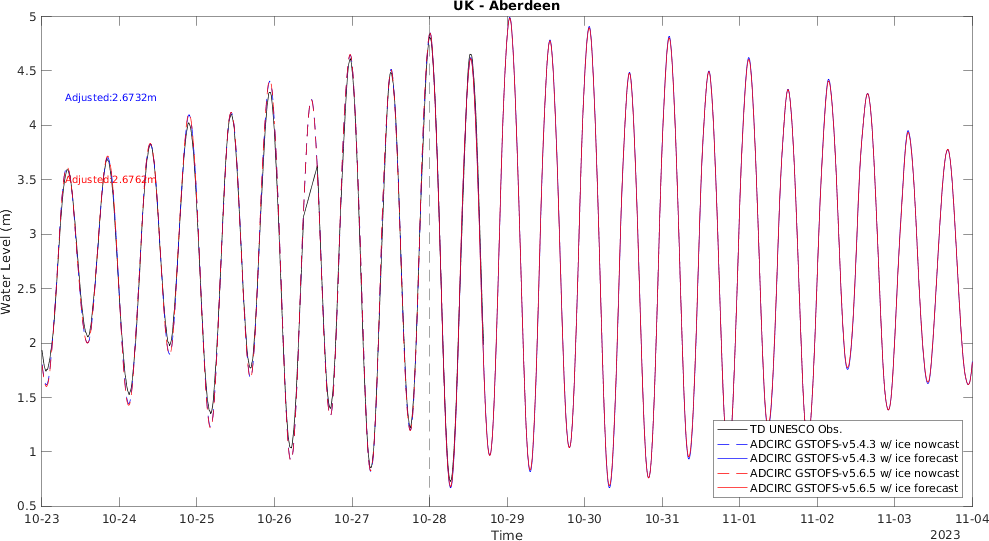 UK - Aberdeen
Water Level (m)
5
4.5
4
3.5
3
2.5
2
1.5
1
0.5
Adjusted:2.6732m
Adjusted:2.6762m
TD UNESCO Obs.
ADCIRC GSTOFS-v5.4.3 w/ ice nowcast
ADCIRC GSTOFS-v5.4.3 w/ ice forecast
ADCIRC GSTOFS-v5.6.5 w/ ice nowcast
ADCIRC GSTOFS-v5.6.5 w/ ice forecast
10-23 10-24 10-25 10-26 10-27 10-28 10-29 10-30 10-31 11-01 11-02 11-03 11-04
Time
2023